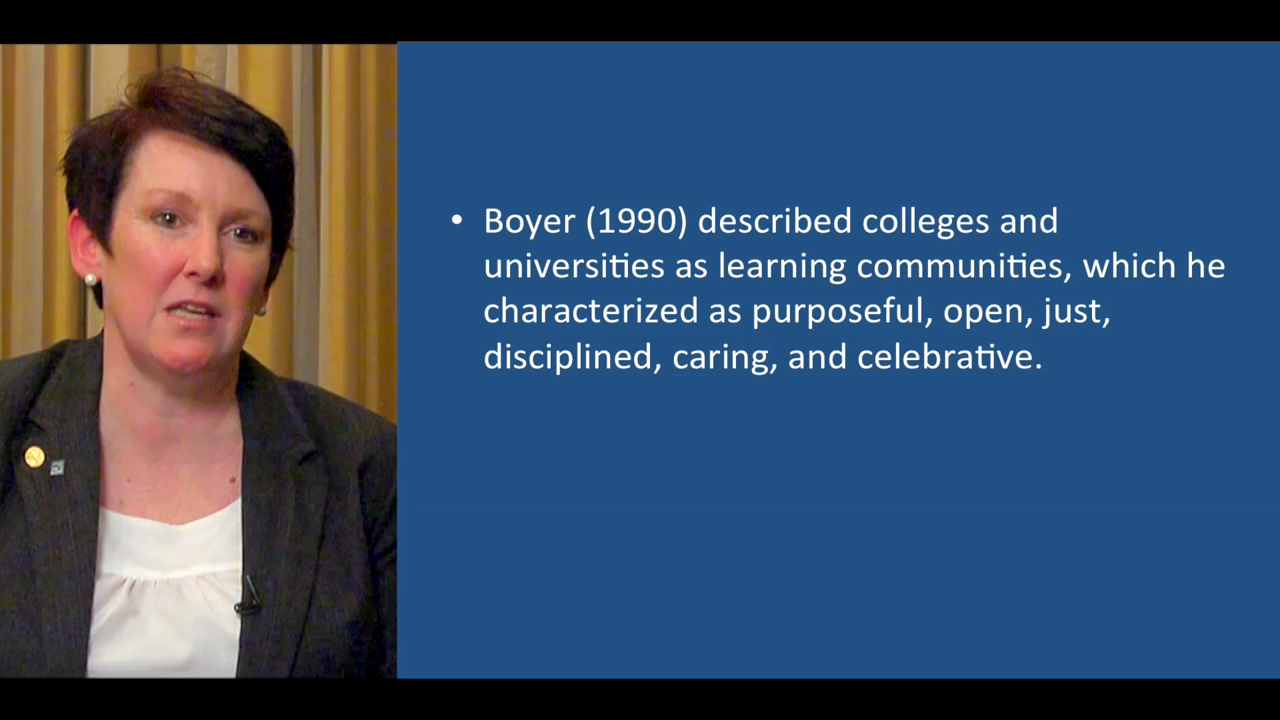 • Boyer (1990) described colleges and
universities as learning communities, which he
characterized as purposeful, open, just,
disciplined, caring, and celebrative.